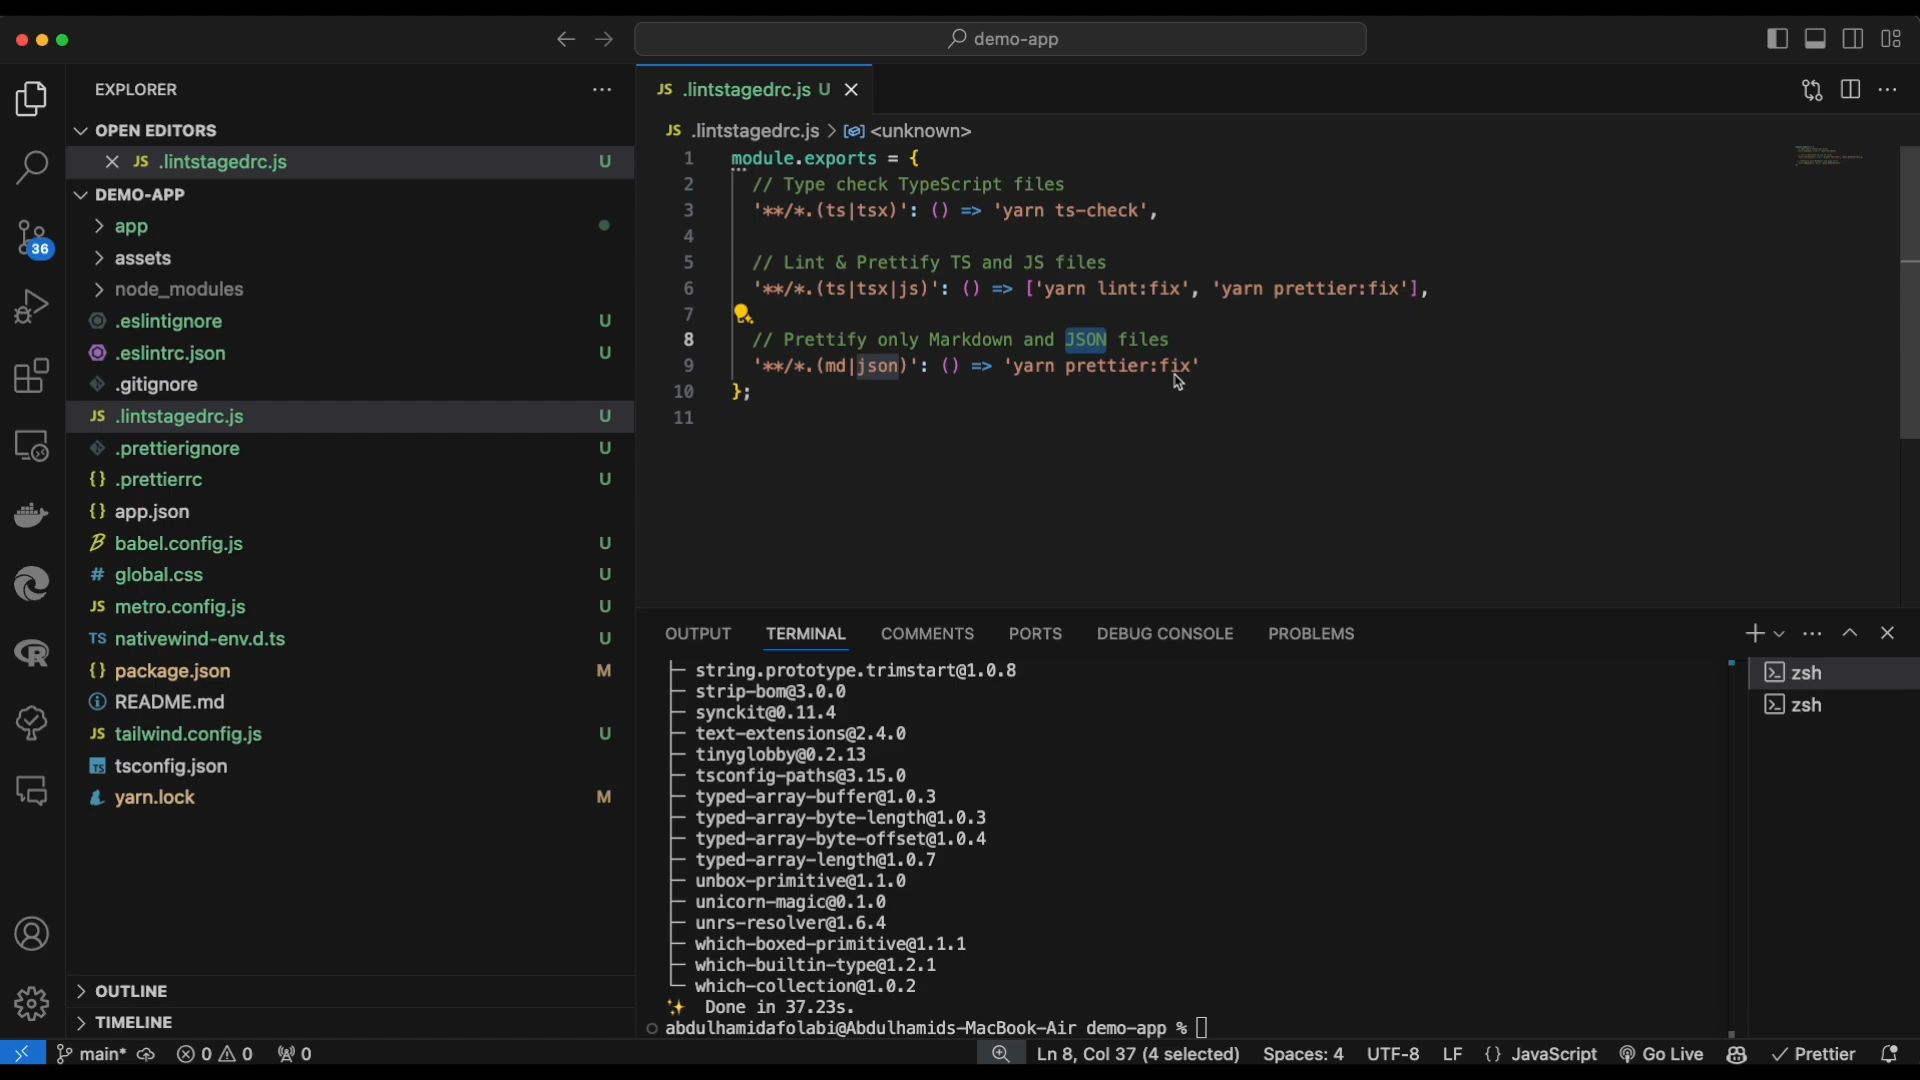 demo-app
EXPLORER
OPEN EDITORS
JS .lintstagedrc.js U
DEMO-APP
app
assets
node_modules
.eslintignore U
.eslintrc.json U
.gitignore
JS .lintstagedrc.js U
.prettierignore U
{} .prettierrc U
{} app.json
babel.config.js U
# global.css U
JS metro.config.js U
TS nativewind-env.d.ts U
{} package.json M
README.md
JS tailwind.config.js U
TS tsconfig.json
yarn.lock M
OUTLINE
TIMELINE
36
JS .lintstagedrc.js U
JS .lintstagedrc.js > <unknown>
1 module.exports = {
2 // Type check TypeScript files
3 '**/*.(ts|tsx)': () => 'yarn ts-check',
4
5 // Lint & Prettify TS and JS files
6 '**/*.(ts|tsx|js)': () => ['yarn lint:fix', 'yarn prettier:fix'],
7
8 // Prettify only Markdown and JSON files
9 '**/*.(md|json)': () => 'yarn prettier:fix'
10 };
11
OUTPUT TERMINAL COMMENTS PORTS DEBUG CONSOLE PROBLEMS
├─ string.prototype.trimstart@1.0.8
├─ strip-bom@3.0.0
├─ synckit@0.11.4
├─ text-extensions@2.4.0
├─ tinyglobby@0.2.13
├─ tsconfig-paths@3.15.0
├─ typed-array-buffer@1.0.3
├─ typed-array-byte-length@1.0.3
├─ typed-array-byte-offset@1.0.4
├─ typed-array-length@1.0.7
├─ unbox-primitive@1.1.0
├─ unicorn-magic@0.1.0
├─ unrs-resolver@1.6.4
├─ which-boxed-primitive@1.1.1
├─ which-builtin-type@1.2.1
└─ which-collection@1.0.2
✨ Done in 37.23s.
abdulhamidafolabi@Abdulhamids-MacBook-Air demo-app %
zsh
zsh
main* 0 0 0 Ln 8, Col 37 (4 selected) Spaces: 4 UTF-8 LF {} JavaScript Go Live Prettier